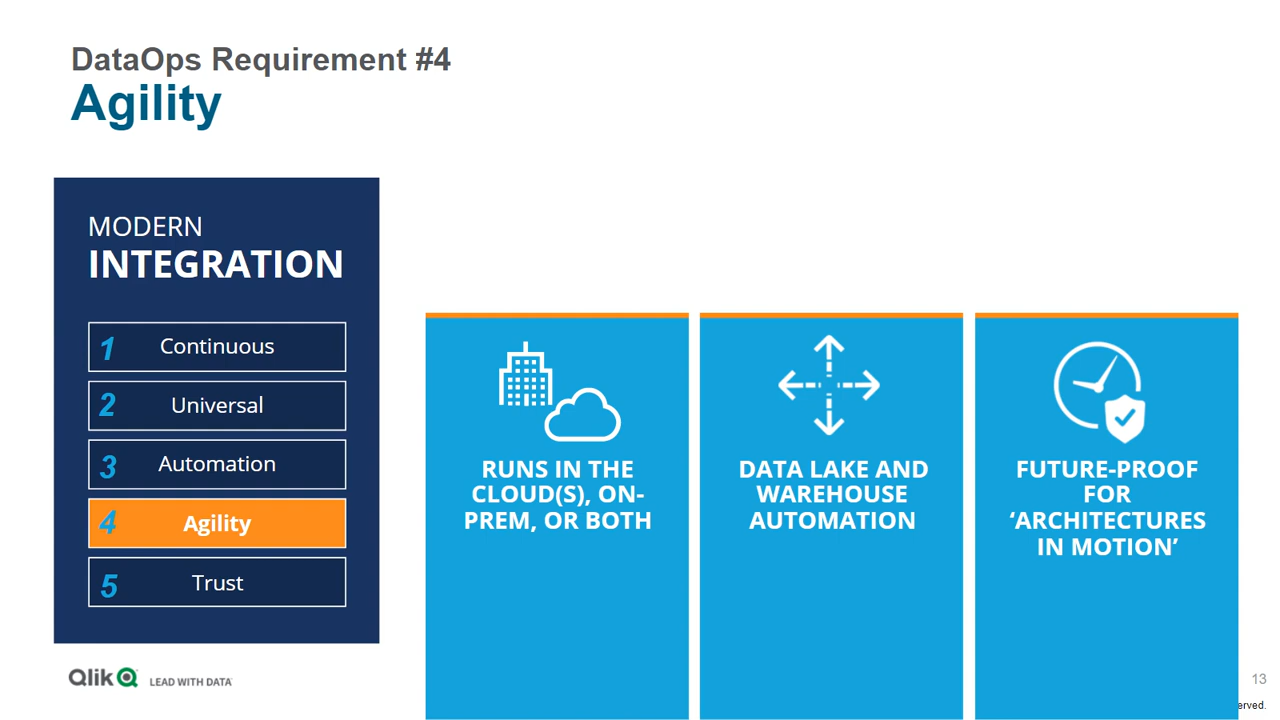 DataOps Requirement #4
Agility
MODERN
INTEGRATION
1 Continuous
2 Universal
3 Automation
4 Agility
5 Trust
RUNS IN THE
CLOUD(S), ON-
PREM, OR BOTH
DATA LAKE AND
WAREHOUSE
AUTOMATION
FUTURE-PROOF
FOR
‘ARCHITECTURES
IN MOTION’
Qlik LEAD WITH DATA
13
erved.